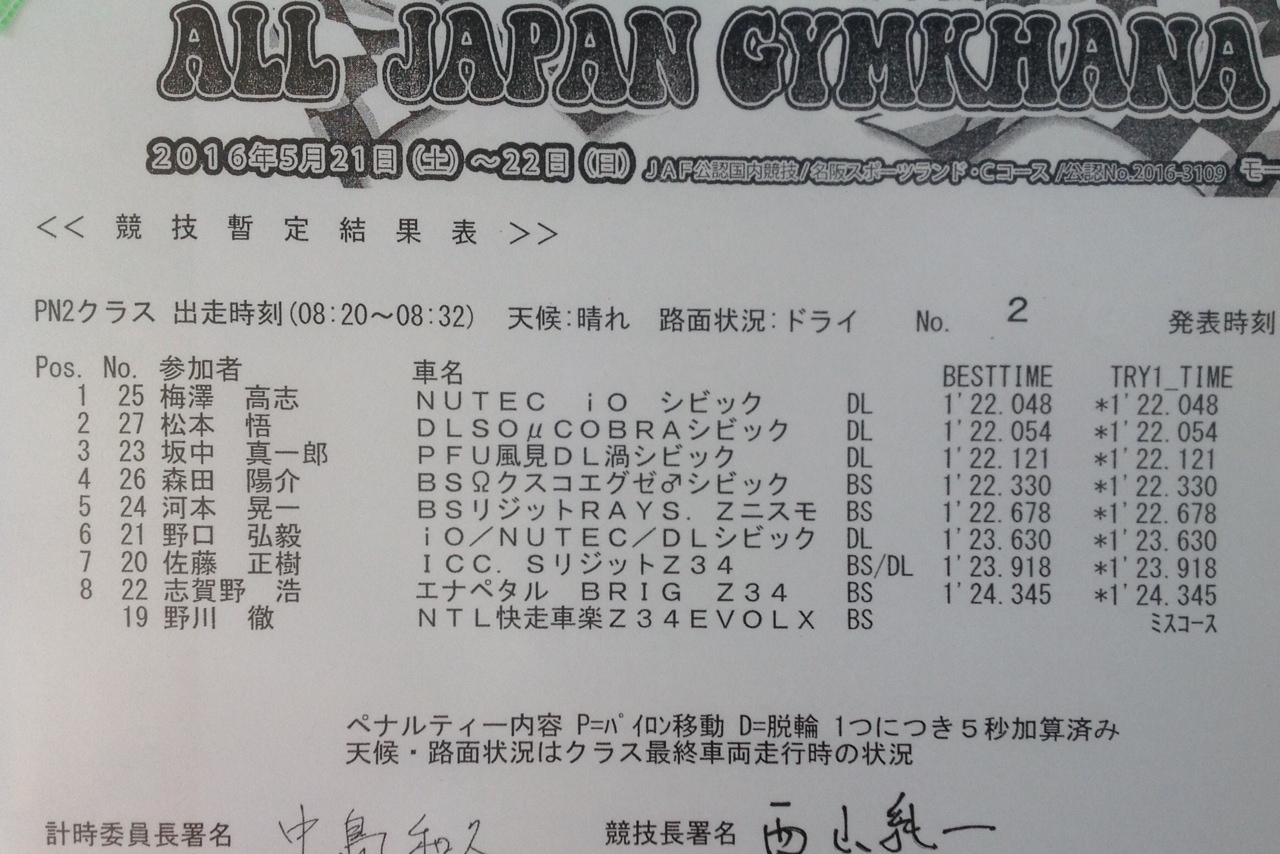 ALL JAPAN GYMKHANA
2016年5月21日(土)～22日(日) JAF公認国内競技/名阪スポーツランド・Cコース/公認No.2016-3109 モー
<< 競技暫定結果表 >>
PN2クラス 出走時刻(08:20～08:32) 天候:晴れ 路面状況:ドライ No. 2 発表時刻
Pos. No. 参加者 車名 BESTTIME TRY1_TIME
1 25 梅澤 高志 NUTEC iO シビック DL 1'22.048 *1'22.048
2 27 松本 悟 DLSOμCOBRAシビック DL 1'22.054 *1'22.054
3 23 坂中 真一郎 PFU風見DL渦シビック DL 1'22.121 *1'22.121
4 26 森田 陽介 BSΩクスコエグゼ♂シビック BS 1'22.330 *1'22.330
5 24 河本 晃一 BSリジットRAYS. Zニスモ BS 1'22.678 *1'22.678
6 21 野口 弘毅 iO／NUTEC／DLシビック DL 1'23.630 *1'23.630
7 20 佐藤 正樹 ICC. SリジットZ34 BS/DL 1'23.918 *1'23.918
8 22 志賀野 浩 エナペタル BRIG Z34 BS 1'24.345 *1'24.345
19 野川 徹 NTL快走車楽Z34EVOLX BS ﾐｽｺｰｽ
ペナルティー内容 P=ﾊﾟｲﾛﾝ移動 D=脱輪 1つにつき５秒加算済み
天候・路面状況はクラス最終車両走行時の状況
計時委員長署名 中島和久 競技長署名 西山純一